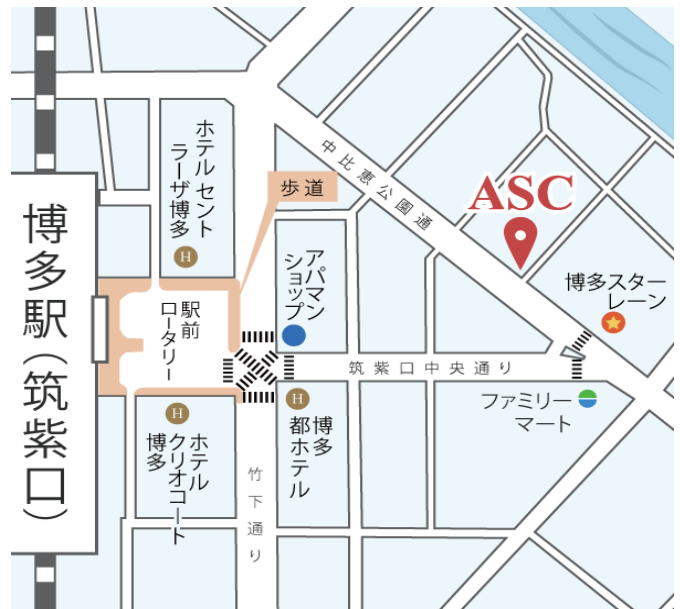 博多駅(筑紫口)
ホテル セント
ラーザ博多
H
歩道
中比恵公園通
ASC
博多スター
レーン
アパマン
ショップ
駅前
ロータリー
筑紫口中央通り
ファミリー
マート
H
ホテル
クリオコート
博多
H
博多
都ホテル
竹下通り